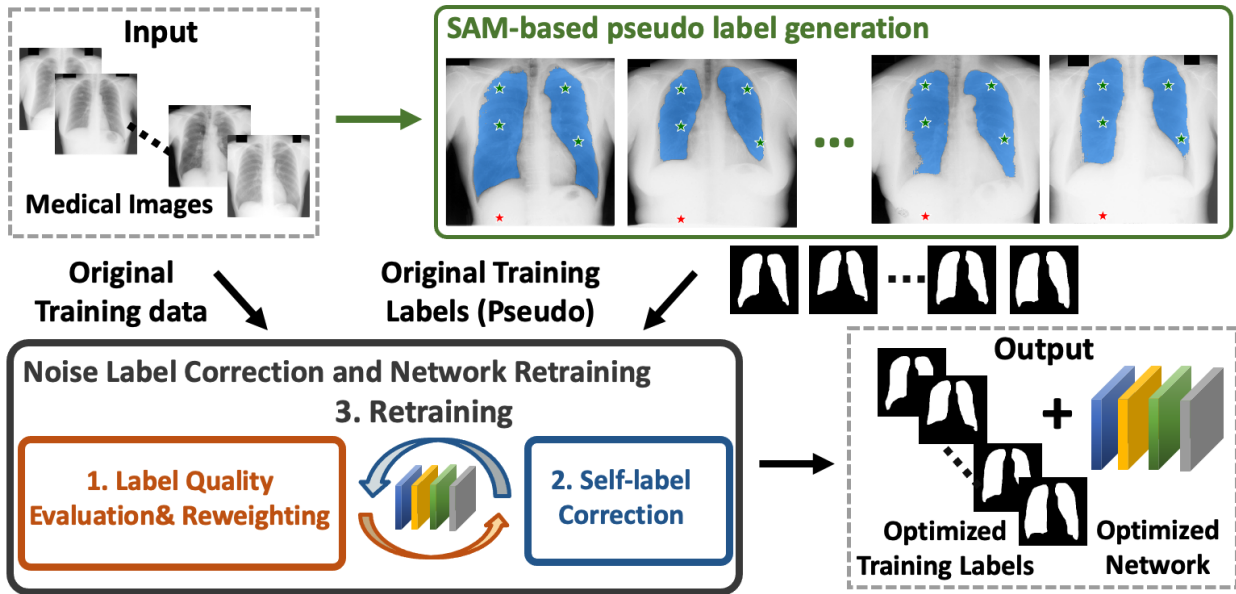 Input
Medical Images
SAM-based pseudo label generation
Original
Training data
Original Training
Labels (Pseudo)
Noise Label Correction and Network Retraining
3. Retraining
1. Label Quality
Evaluation& Reweighting
2. Self-label
Correction
Output
+
Optimized
Training Labels
Optimized
Network